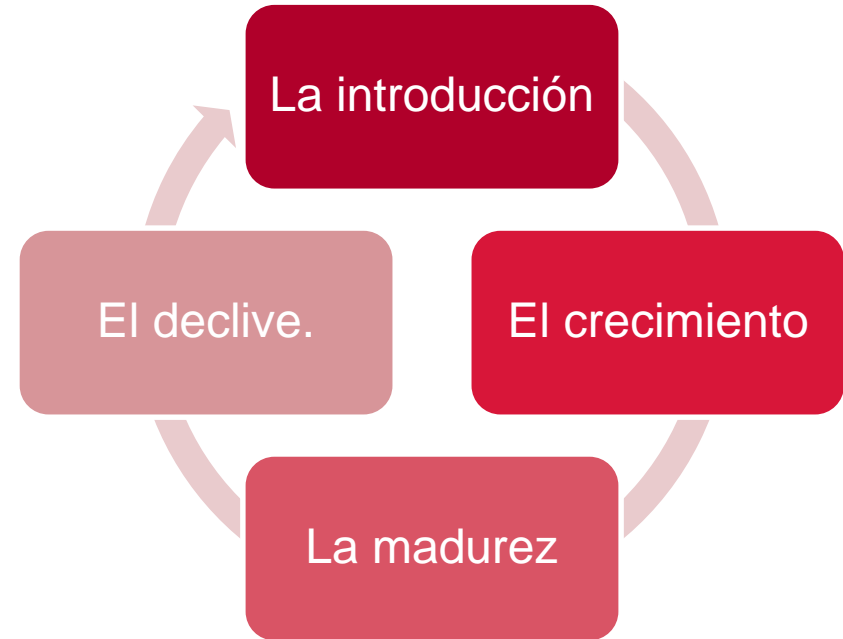 La introducción
El crecimiento
La madurez
El declive.